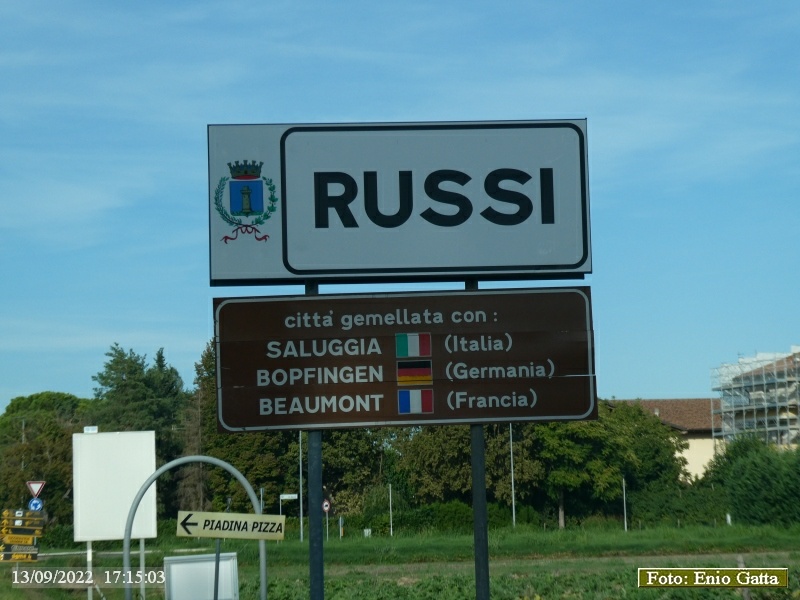 RUSSI
città gemellata con :
SALUGGIA (Italia)
BOPFINGEN (Germania)
BEAUMONT (Francia)
PIADINA PIZZA
13/09/2022 17:15:03
Foto: Enio Gatta